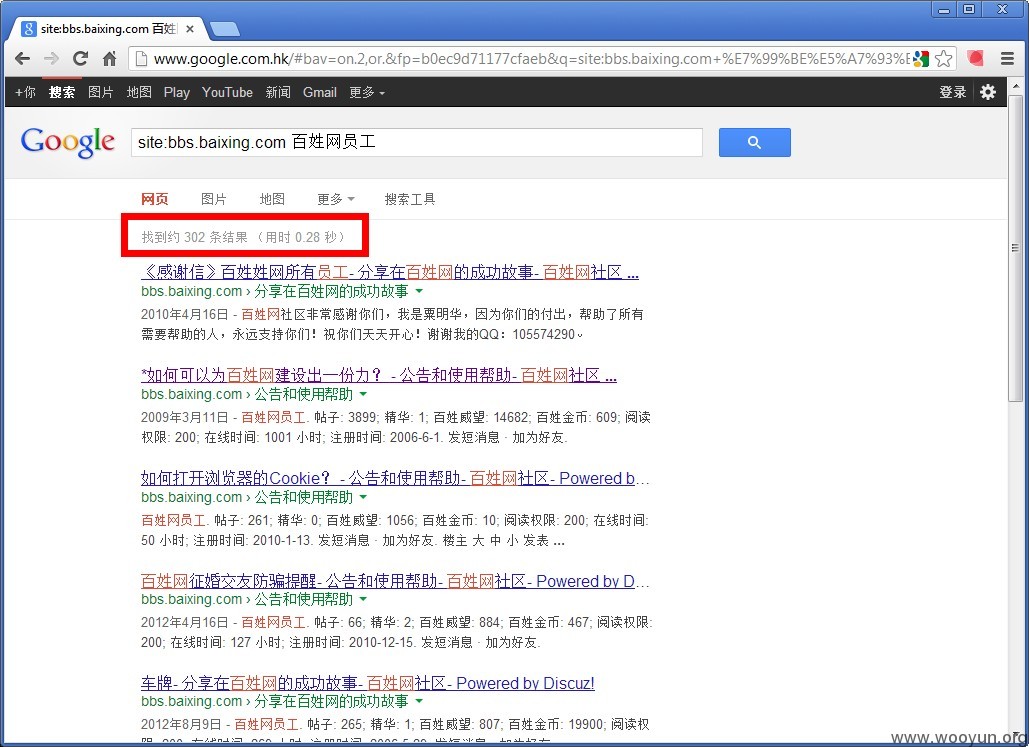 site:bbs.baixing.com 百姓
www.google.com.hk/#bav=on.2,or.&fp=b0ec9d71177cfaeb&q=site:bbs.baixing.com+%E7%99%BE%E5%A7%93%E
+你 搜索 图片 地图 Play YouTube 新闻 Gmail 更多 登录
Google site:bbs.baixing.com 百姓网员工
网页 图片 地图 更多 搜索工具
找到约 302 条结果 （用时 0.28 秒）
《感谢信》百姓姓网所有员工- 分享在百姓网的成功故事- 百姓网社区 ...
bbs.baixing.com › 分享在百姓网的成功故事
2010年4月16日 - 百姓网社区非常感谢你们，我是粟明华，因为你们的付出，帮助了所有
需要帮助的人，永远支持你们！祝你们天天开心！谢谢我的QQ：105574290。
*如何可以为百姓网建设出一份力？ - 公告和使用帮助- 百姓网社区 ...
bbs.baixing.com › 公告和使用帮助
2009年3月11日 - 百姓网员工. 帖子: 3899; 精华: 1; 百姓威望: 14682; 百姓金币: 609; 阅读
权限: 200; 在线时间: 1001 小时; 注册时间: 2006-6-1. 发短消息 · 加为好友.
如何打开浏览器的Cookie？ - 公告和使用帮助- 百姓网社区- Powered b...
bbs.baixing.com › 公告和使用帮助
百姓网员工. 帖子: 261; 精华: 0; 百姓威望: 1056; 百姓金币: 10; 阅读权限: 200; 在线时间:
50 小时; 注册时间: 2010-1-13. 发短消息 · 加为好友. 楼主 大 中 小 发表 ...
百姓网征婚交友防骗提醒- 公告和使用帮助- 百姓网社区- Powered by D...
bbs.baixing.com › 公告和使用帮助
2012年4月16日 - 百姓网员工. 帖子: 66; 精华: 2; 百姓威望: 884; 百姓金币: 467; 阅读权限:
200; 在线时间: 127 小时; 注册时间: 2010-12-15. 发短消息 · 加为好友.
车牌- 分享在百姓网的成功故事- 百姓网社区- Powered by Discuz!
bbs.baixing.com › 分享在百姓网的成功故事
2012年8月9日 - 百姓网员工. 帖子: 265; 精华: 1; 百姓威望: 807; 百姓金币: 19900; 阅读
www.wooyun.org